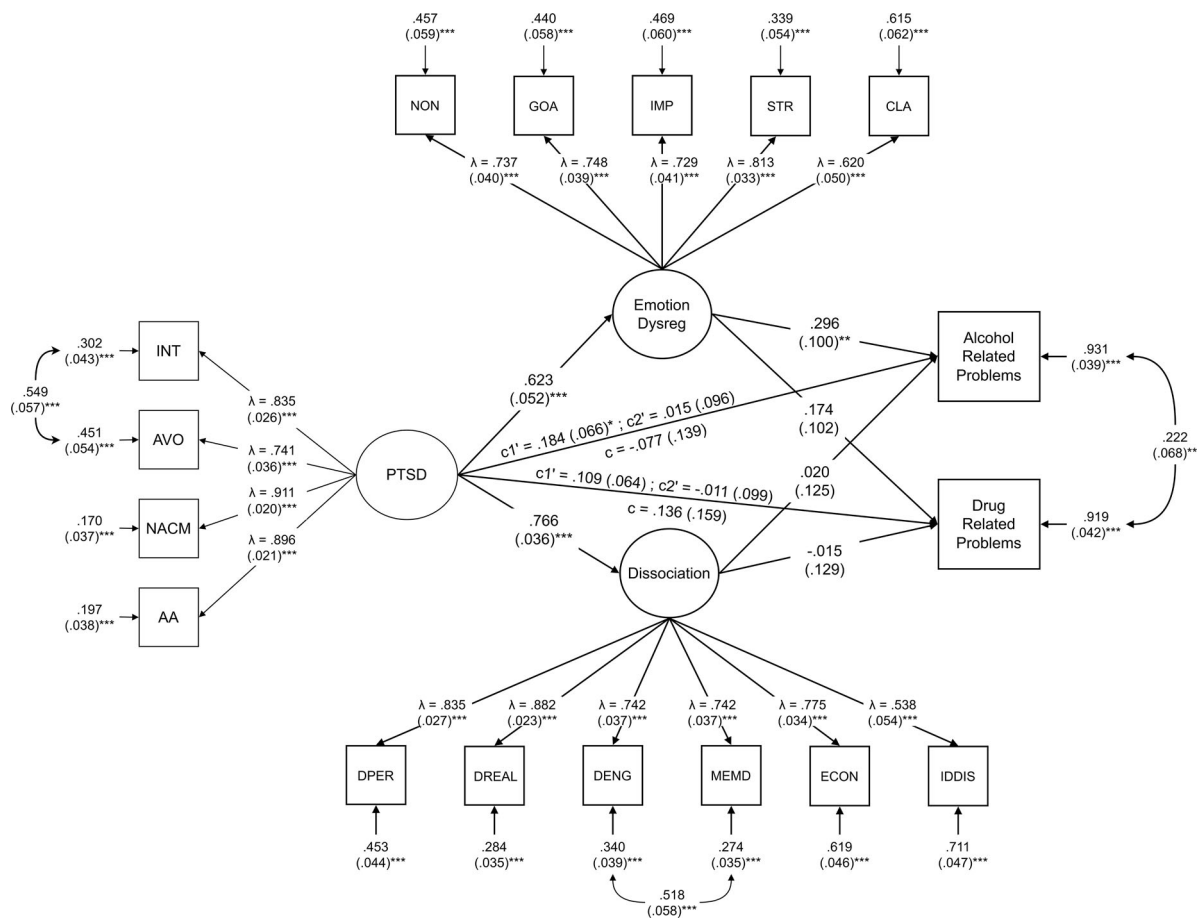 .457
(.059)***
.440
(.058)***
.469
(.060)***
.339
(.054)***
.615
(.062)***
NON
GOA
IMP
STR
CLA
λ = .737
(.040)***
λ = .748
(.039)***
λ = .729
(.041)***
λ = .813
(.033)***
λ = .620
(.050)***
Emotion
Dysreg
.296
(.100)**
Alcohol
Related
Problems
.931
(.039)***
.302
(.043)***
INT
.549
(.057)***
.451
(.054)***
AVO
.170
(.037)***
NACM
.197
(.038)***
AA
λ = .835
(.026)***
λ = .741
(.036)***
λ = .911
(.020)***
λ = .896
(.021)***
PTSD
.623
(.052)***
c1' = .184 (.066)* ; c2' = .015 (.096)
c = -.077 (.139)
.174
(.102)
.222
(.068)**
c1' = .109 (.064) ; c2' = -.011 (.099)
c = .136 (.159)
.020
(.125)
.766
(.036)***
Drug
Related
Problems
.919
(.042)***
Dissociation
-.015
(.129)
λ = .835
(.027)***
λ = .882
(.023)***
λ = .742
(.037)***
λ = .742
(.037)***
λ = .775
(.034)***
λ = .538
(.054)***
DPER
DREAL
DENG
MEMD
ECON
IDDIS
.453
(.044)***
.284
(.035)***
.340
(.039)***
.274
(.035)***
.619
(.046)***
.711
(.047)***
.518
(.058)***